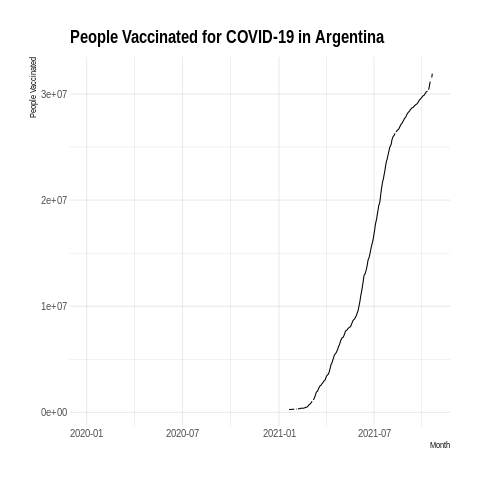 People Vaccinated for COVID-19 in Argentina
People Vaccinated
3e+07
2e+07
1e+07
0e+00
2020-01 2020-07 2021-01 2021-07
Month